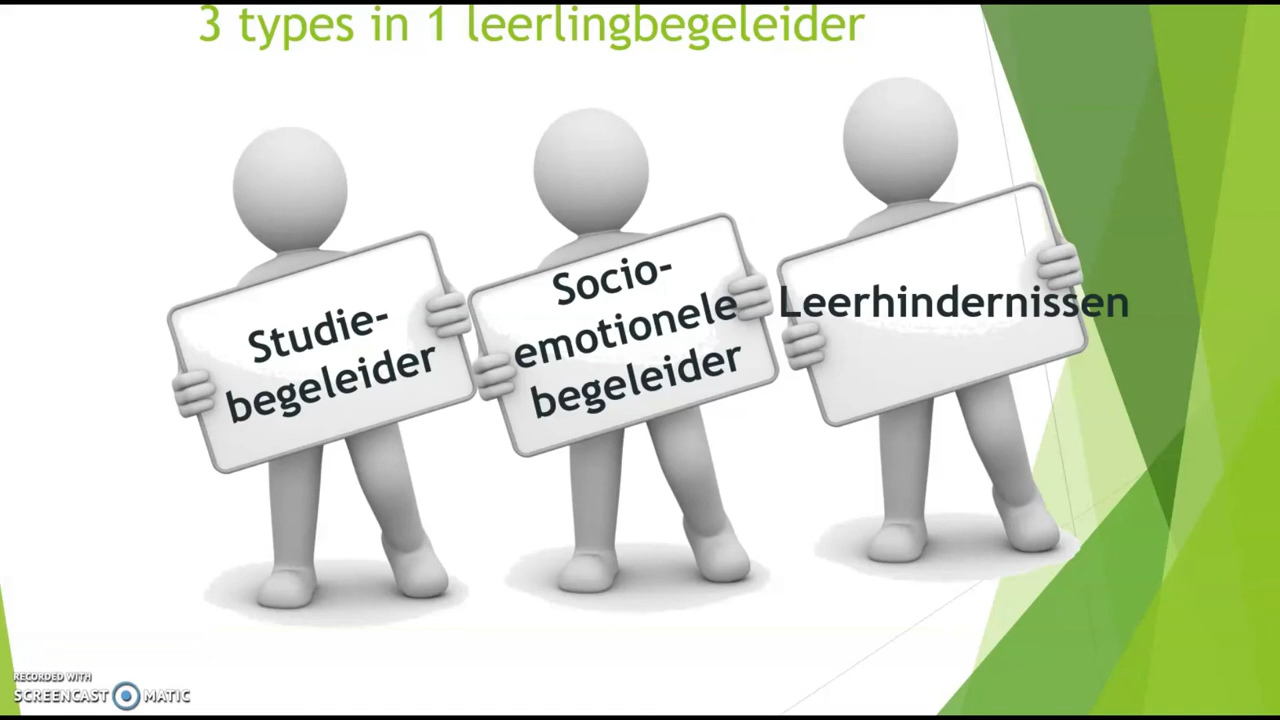 3 types in 1 leerlingbegeleider
Studie-
begeleider
Socio-
emotionele
begeleider
Leerhindernissen
RECORDED WITH
SCREENCAST MATIC